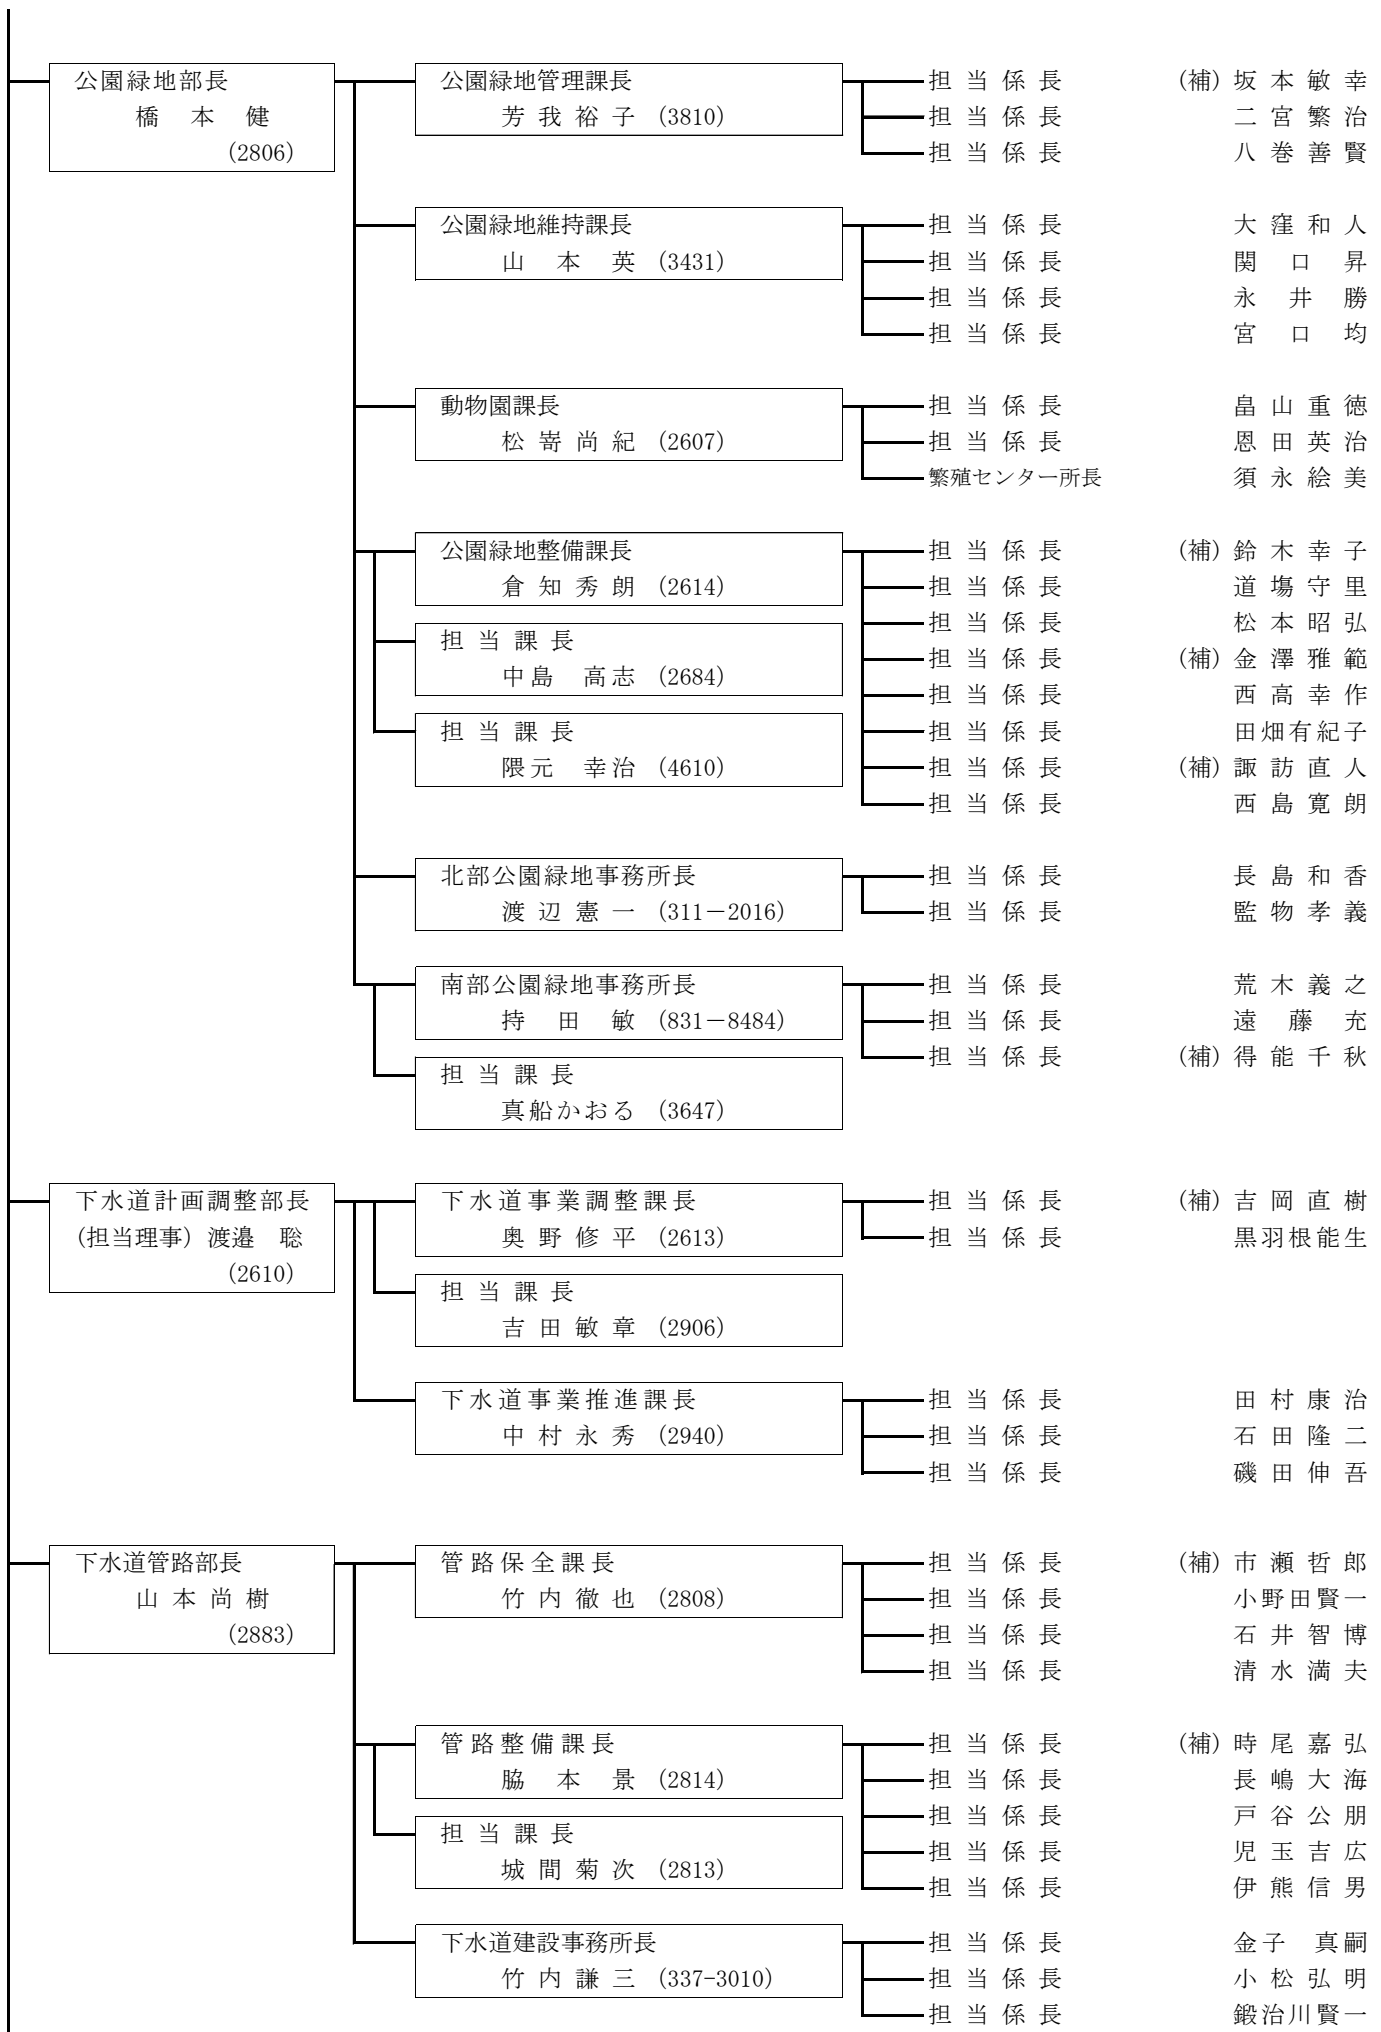 公園緑地部長
橋本健
(2806)
公園緑地管理課長
芳我裕子 (3810)
担当係長 (補) 坂本敏幸
担当係長 二宮繁治
担当係長 八巻善賢
公園緑地維持課長
山本英 (3431)
担当係長 大窪和人
担当係長 関口昇
担当係長 永井勝
担当係長 宮口均
動物園課長
松嵜尚紀 (2607)
担当係長 畠山重徳
担当係長 恩田英治
繁殖センター所長 須永絵美
公園緑地整備課長
倉知秀朗 (2614)
担当課長
中島 高志 (2684)
担当課長
隈元 幸治 (4610)
担当係長 (補) 鈴木幸子
担当係長 道場守里
担当係長 松本昭弘
担当係長 (補) 金澤雅範
担当係長 西高幸作
担当係長 田畑有紀子
担当係長 (補) 諏訪直人
担当係長 西島寛朗
北部公園緑地事務所長
渡辺憲一 (311－2016)
担当係長 長島和香
担当係長 監物孝義
南部公園緑地事務所長
持田敏 (831－8484)
担当課長
真船かおる (3647)
担当係長 荒木義之
担当係長 遠藤充
担当係長 (補) 得能千秋
下水道計画調整部長
(担当理事) 渡邉 聡
(2610)
下水道事業調整課長
奥野修平 (2613)
担当課長
吉田敏章 (2906)
担当係長 (補) 吉岡直樹
担当係長 黒羽根能生
下水道事業推進課長
中村永秀 (2940)
担当係長 田村康治
担当係長 石田隆二
担当係長 磯田伸吾
下水道管路部長
山本尚樹
(2883)
管路保全課長
竹内徹也 (2808)
担当係長 (補) 市瀬哲郎
担当係長 小野田賢一
担当係長 石井智博
担当係長 清水満夫
管路整備課長
脇本景 (2814)
担当課長
城間菊次 (2813)
担当係長 (補) 時尾嘉弘
担当係長 長嶋大海
担当係長 戸谷公朋
担当係長 児玉吉広
担当係長 伊熊信男
下水道建設事務所長
竹内謙三 (337-3010)
担当係長 金子 真嗣
担当係長 小松弘明
担当係長 鍛治川賢一